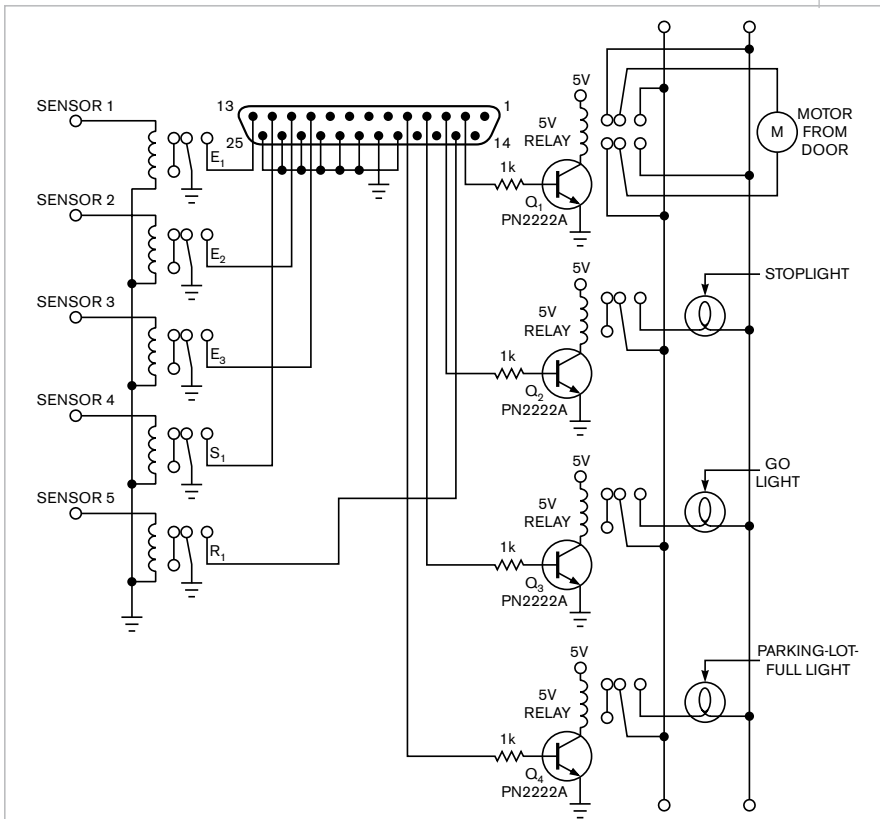 SENSOR 1
SENSOR 2
SENSOR 3
SENSOR 4
SENSOR 5
E₁
E₂
E₃
S₁
R₁
13
1
25
14
5V
5V
RELAY
1k
Q₁
PN2222A
MOTOR
FROM
DOOR
M
5V
5V
RELAY
1k
Q₂
PN2222A
STOPLIGHT
5V
5V
RELAY
1k
Q₃
PN2222A
GO
LIGHT
5V
5V
RELAY
1k
Q₄
PN2222A
PARKING-LOT-
FULL LIGHT